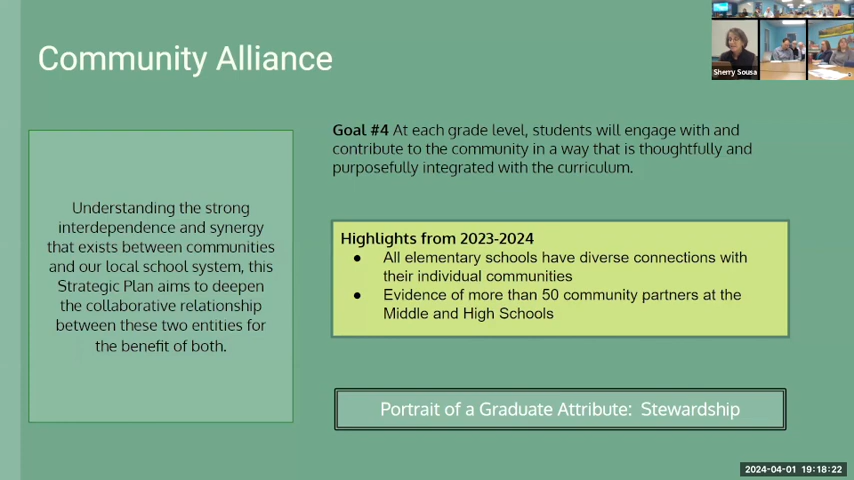 Community Alliance
Sherry Sousa
Goal #4 At each grade level, students will engage with and
contribute to the community in a way that is thoughtfully and
purposefully integrated with the curriculum.
Understanding the strong
interdependence and synergy
that exists between communities
and our local school system, this
Strategic Plan aims to deepen
the collaborative relationship
between these two entities for
the benefit of both.
Highlights from 2023-2024
● All elementary schools have diverse connections with
their individual communities
● Evidence of more than 50 community partners at the
Middle and High Schools
Portrait of a Graduate Attribute: Stewardship
2024-04-01 19:18:22